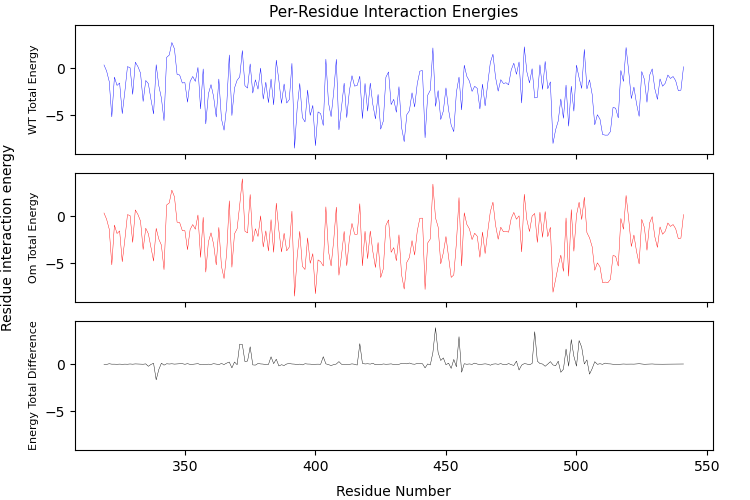 Per-Residue Interaction Energies
Residue interaction energy
WT Total Energy
0
−5
Om Total Energy
0
−5
Energy Total Difference
0
−5
350
400
450
500
550
Residue Number